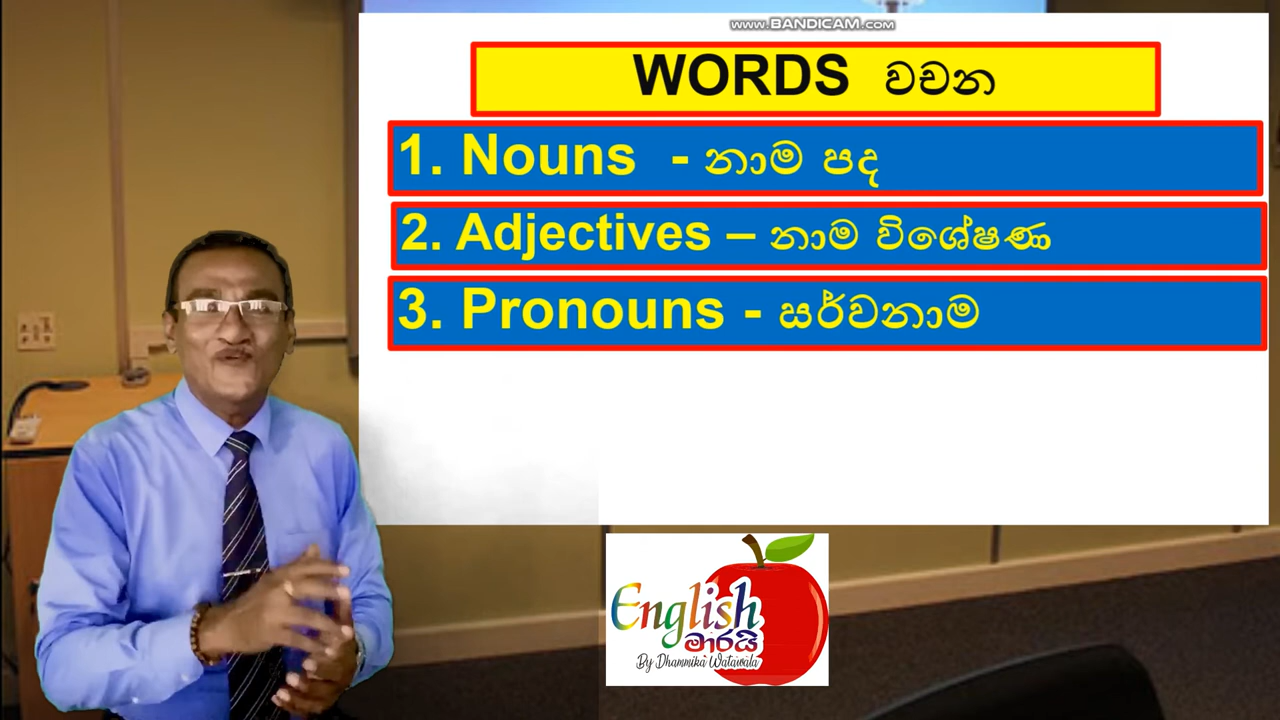 www.BANDICAM.com
WORDS වචන
1. Nouns - නාම පද
2. Adjectives – නාම විශේෂණ
3. Pronouns - සර්වනාම
English
මාරයි
By Dhammika Watawala